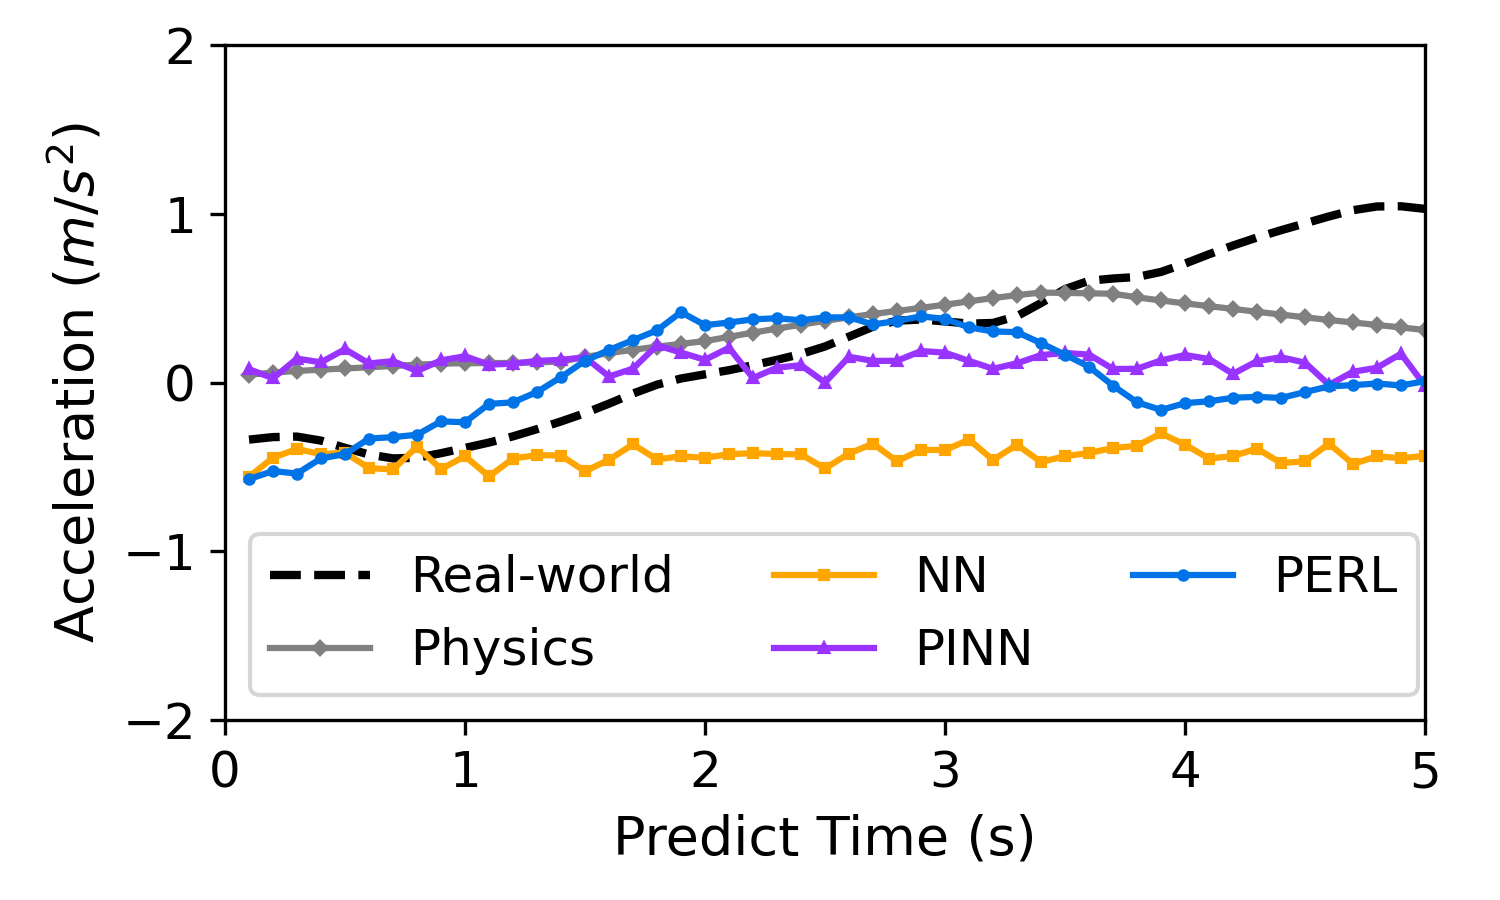 2
1
0
−1
−2
Acceleration (m/s²)
Real-world
Physics
NN
PINN
PERL
0 1 2 3 4 5
Predict Time (s)